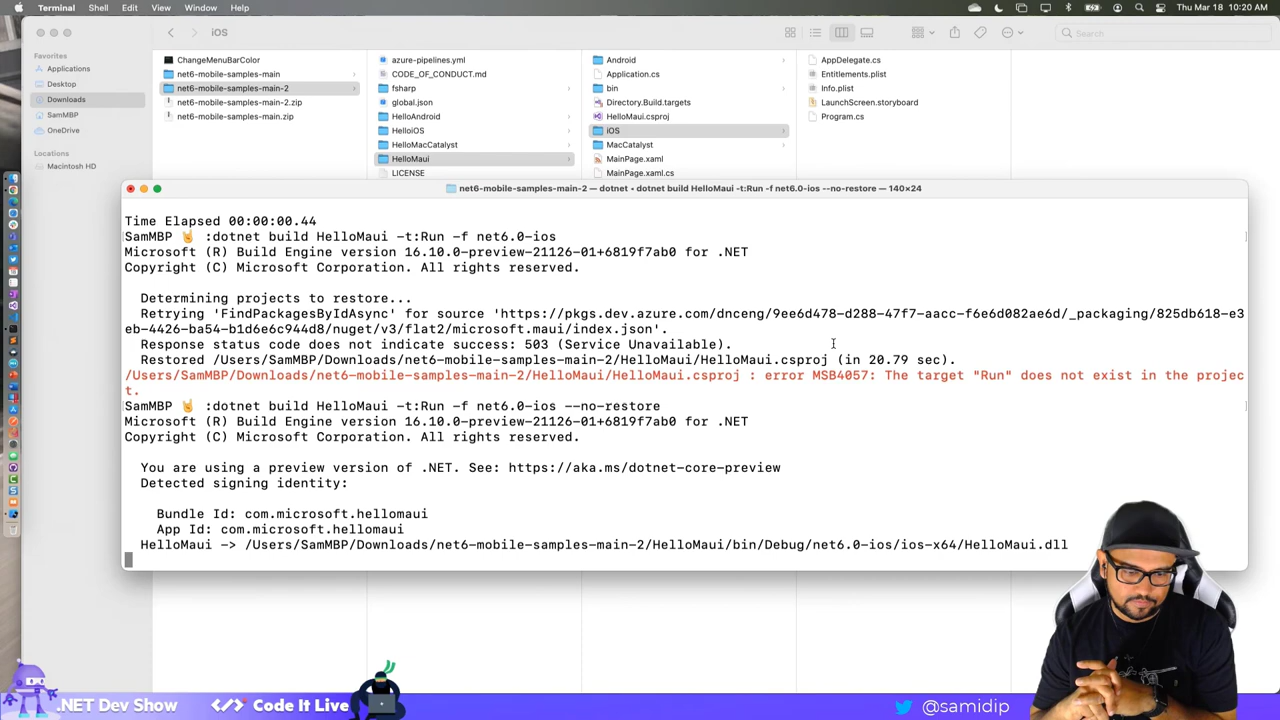 Terminal Shell Edit View Window Help
Thu Mar 18 10:20 AM
iOS
Search
Favorites
Applications
Desktop
Downloads
SamMBP
OneDrive
Locations
Macintosh HD
ChangeMenuBarColor
net6-mobile-samples-main
net6-mobile-samples-main-2
net6-mobile-samples-main-2.zip
net6-mobile-samples-main.zip
azure-pipelines.yml
CODE_OF_CONDUCT.md
fsharp
global.json
HelloAndroid
HelloiOS
HelloMacCatalyst
HelloMaui
LICENSE
Android
Application.cs
bin
Directory.Build.targets
HelloMaui.csproj
iOS
MacCatalyst
MainPage.xaml
MainPage.xaml.cs
AppDelegate.cs
Entitlements.plist
Info.plist
LaunchScreen.storyboard
Program.cs
net6-mobile-samples-main-2 — dotnet • dotnet build HelloMaui -t:Run -f net6.0-ios --no-restore — 140×24
Time Elapsed 00:00:00.44
SamMBP 🤘 :dotnet build HelloMaui -t:Run -f net6.0-ios
Microsoft (R) Build Engine version 16.10.0-preview-21126-01+6819f7ab0 for .NET
Copyright (C) Microsoft Corporation. All rights reserved.
Determining projects to restore...
Retrying 'FindPackagesByIdAsync' for source 'https://pkgs.dev.azure.com/dnceng/9ee6d478-d288-47f7-aacc-f6e6d082ae6d/_packaging/825db618-e3
eb-4426-ba54-b1d6e6c944d8/nuget/v3/flat2/microsoft.maui/index.json'.
Response status code does not indicate success: 503 (Service Unavailable).
Restored /Users/SamMBP/Downloads/net6-mobile-samples-main-2/HelloMaui/HelloMaui.csproj (in 20.79 sec).
/Users/SamMBP/Downloads/net6-mobile-samples-main-2/HelloMaui/HelloMaui.csproj : error MSB4057: The target "Run" does not exist in the projec
t.
SamMBP 🤘 :dotnet build HelloMaui -t:Run -f net6.0-ios --no-restore
Microsoft (R) Build Engine version 16.10.0-preview-21126-01+6819f7ab0 for .NET
Copyright (C) Microsoft Corporation. All rights reserved.
You are using a preview version of .NET. See: https://aka.ms/dotnet-core-preview
Detected signing identity:
Bundle Id: com.microsoft.hellomaui
App Id: com.microsoft.hellomaui
HelloMaui -> /Users/SamMBP/Downloads/net6-mobile-samples-main-2/HelloMaui/bin/Debug/net6.0-ios/ios-x64/HelloMaui.dll
.NET Dev Show
</> Code It Live
@samidip